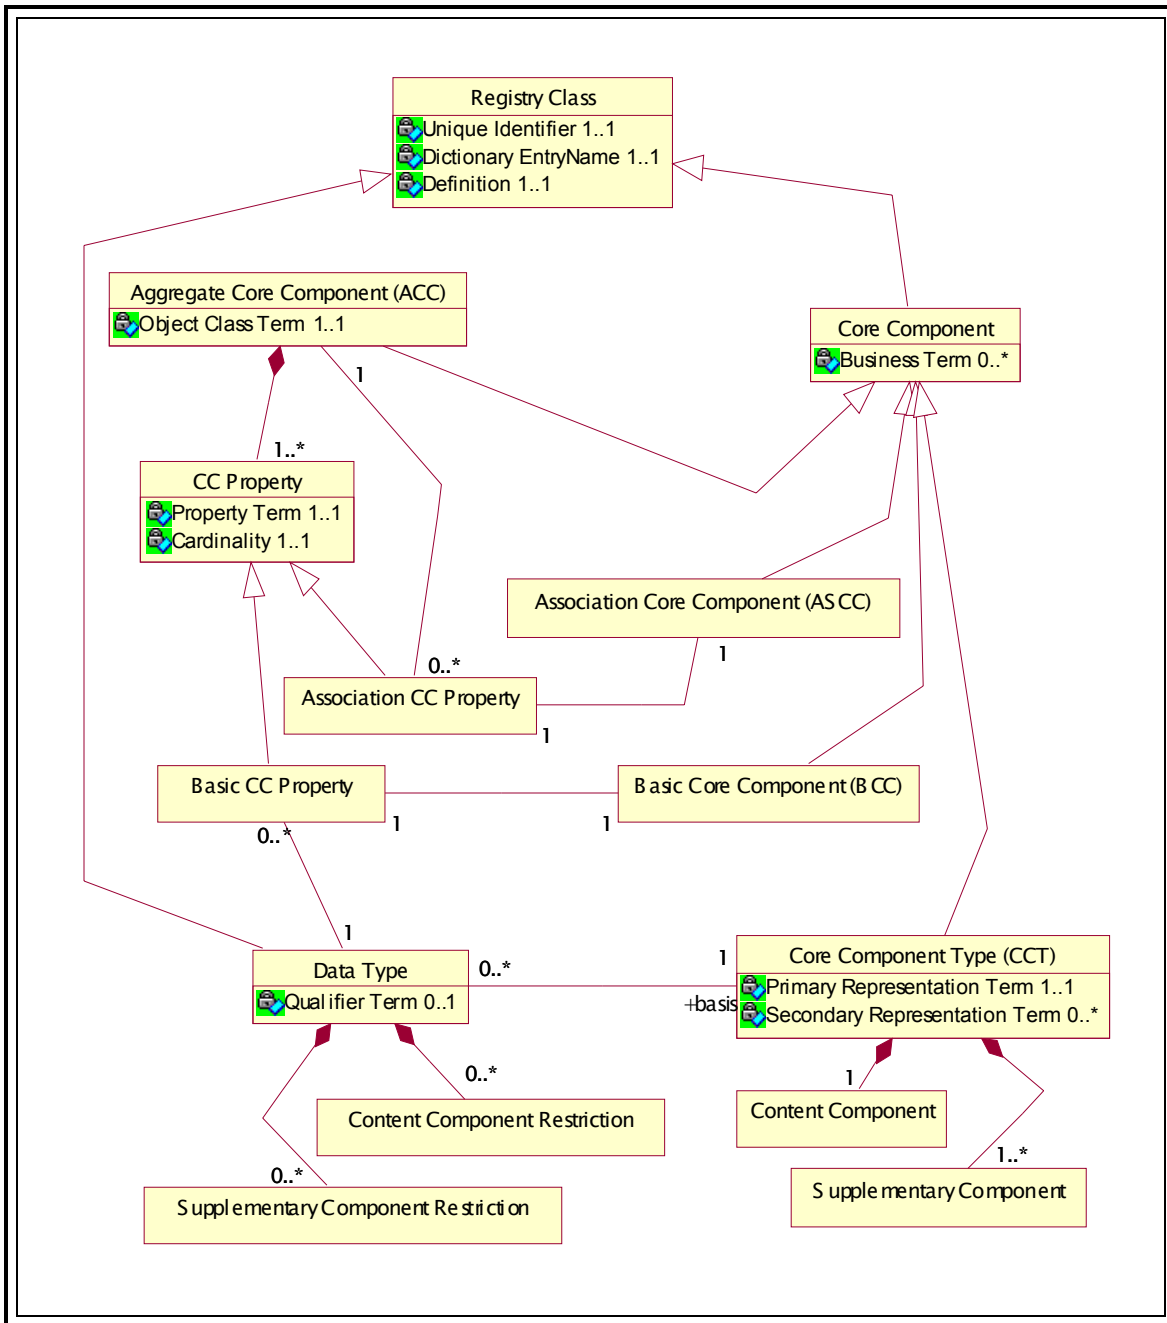 Registry Class
Unique Identifier 1..1
Dictionary EntryName 1..1
Definition 1..1
Aggregate Core Component (ACC)
Object Class Term 1..1
Core Component
Business Term 0..*
1
1..*
CC Property
Property Term 1..1
Cardinality 1..1
Association Core Component (ASCC)
1
0..*
Association CC Property
1
Basic CC Property
Basic Core Component (BCC)
0..*
1
1
1
Data Type
Qualifier Term 0..1
0..*
1
+basis
Core Component Type (CCT)
Primary Representation Term 1..1
Secondary Representation Term 0..*
0..*
Content Component Restriction
0..*
Supplementary Component Restriction
1
Content Component
1..*
Supplementary Component